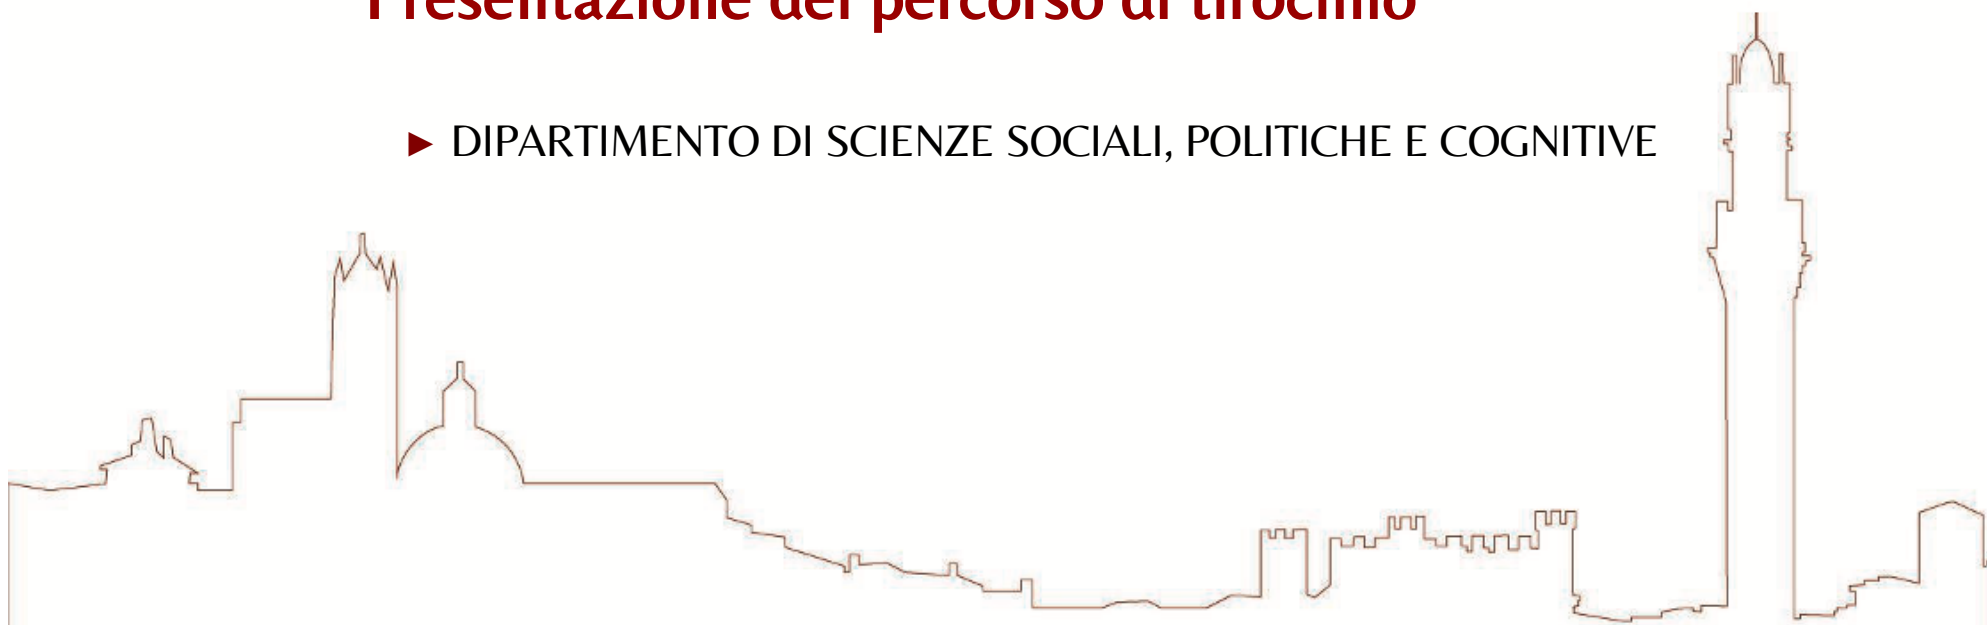 Presentazione del percorso di tirocinio
► DIPARTIMENTO DI SCIENZE SOCIALI, POLITICHE E COGNITIVE